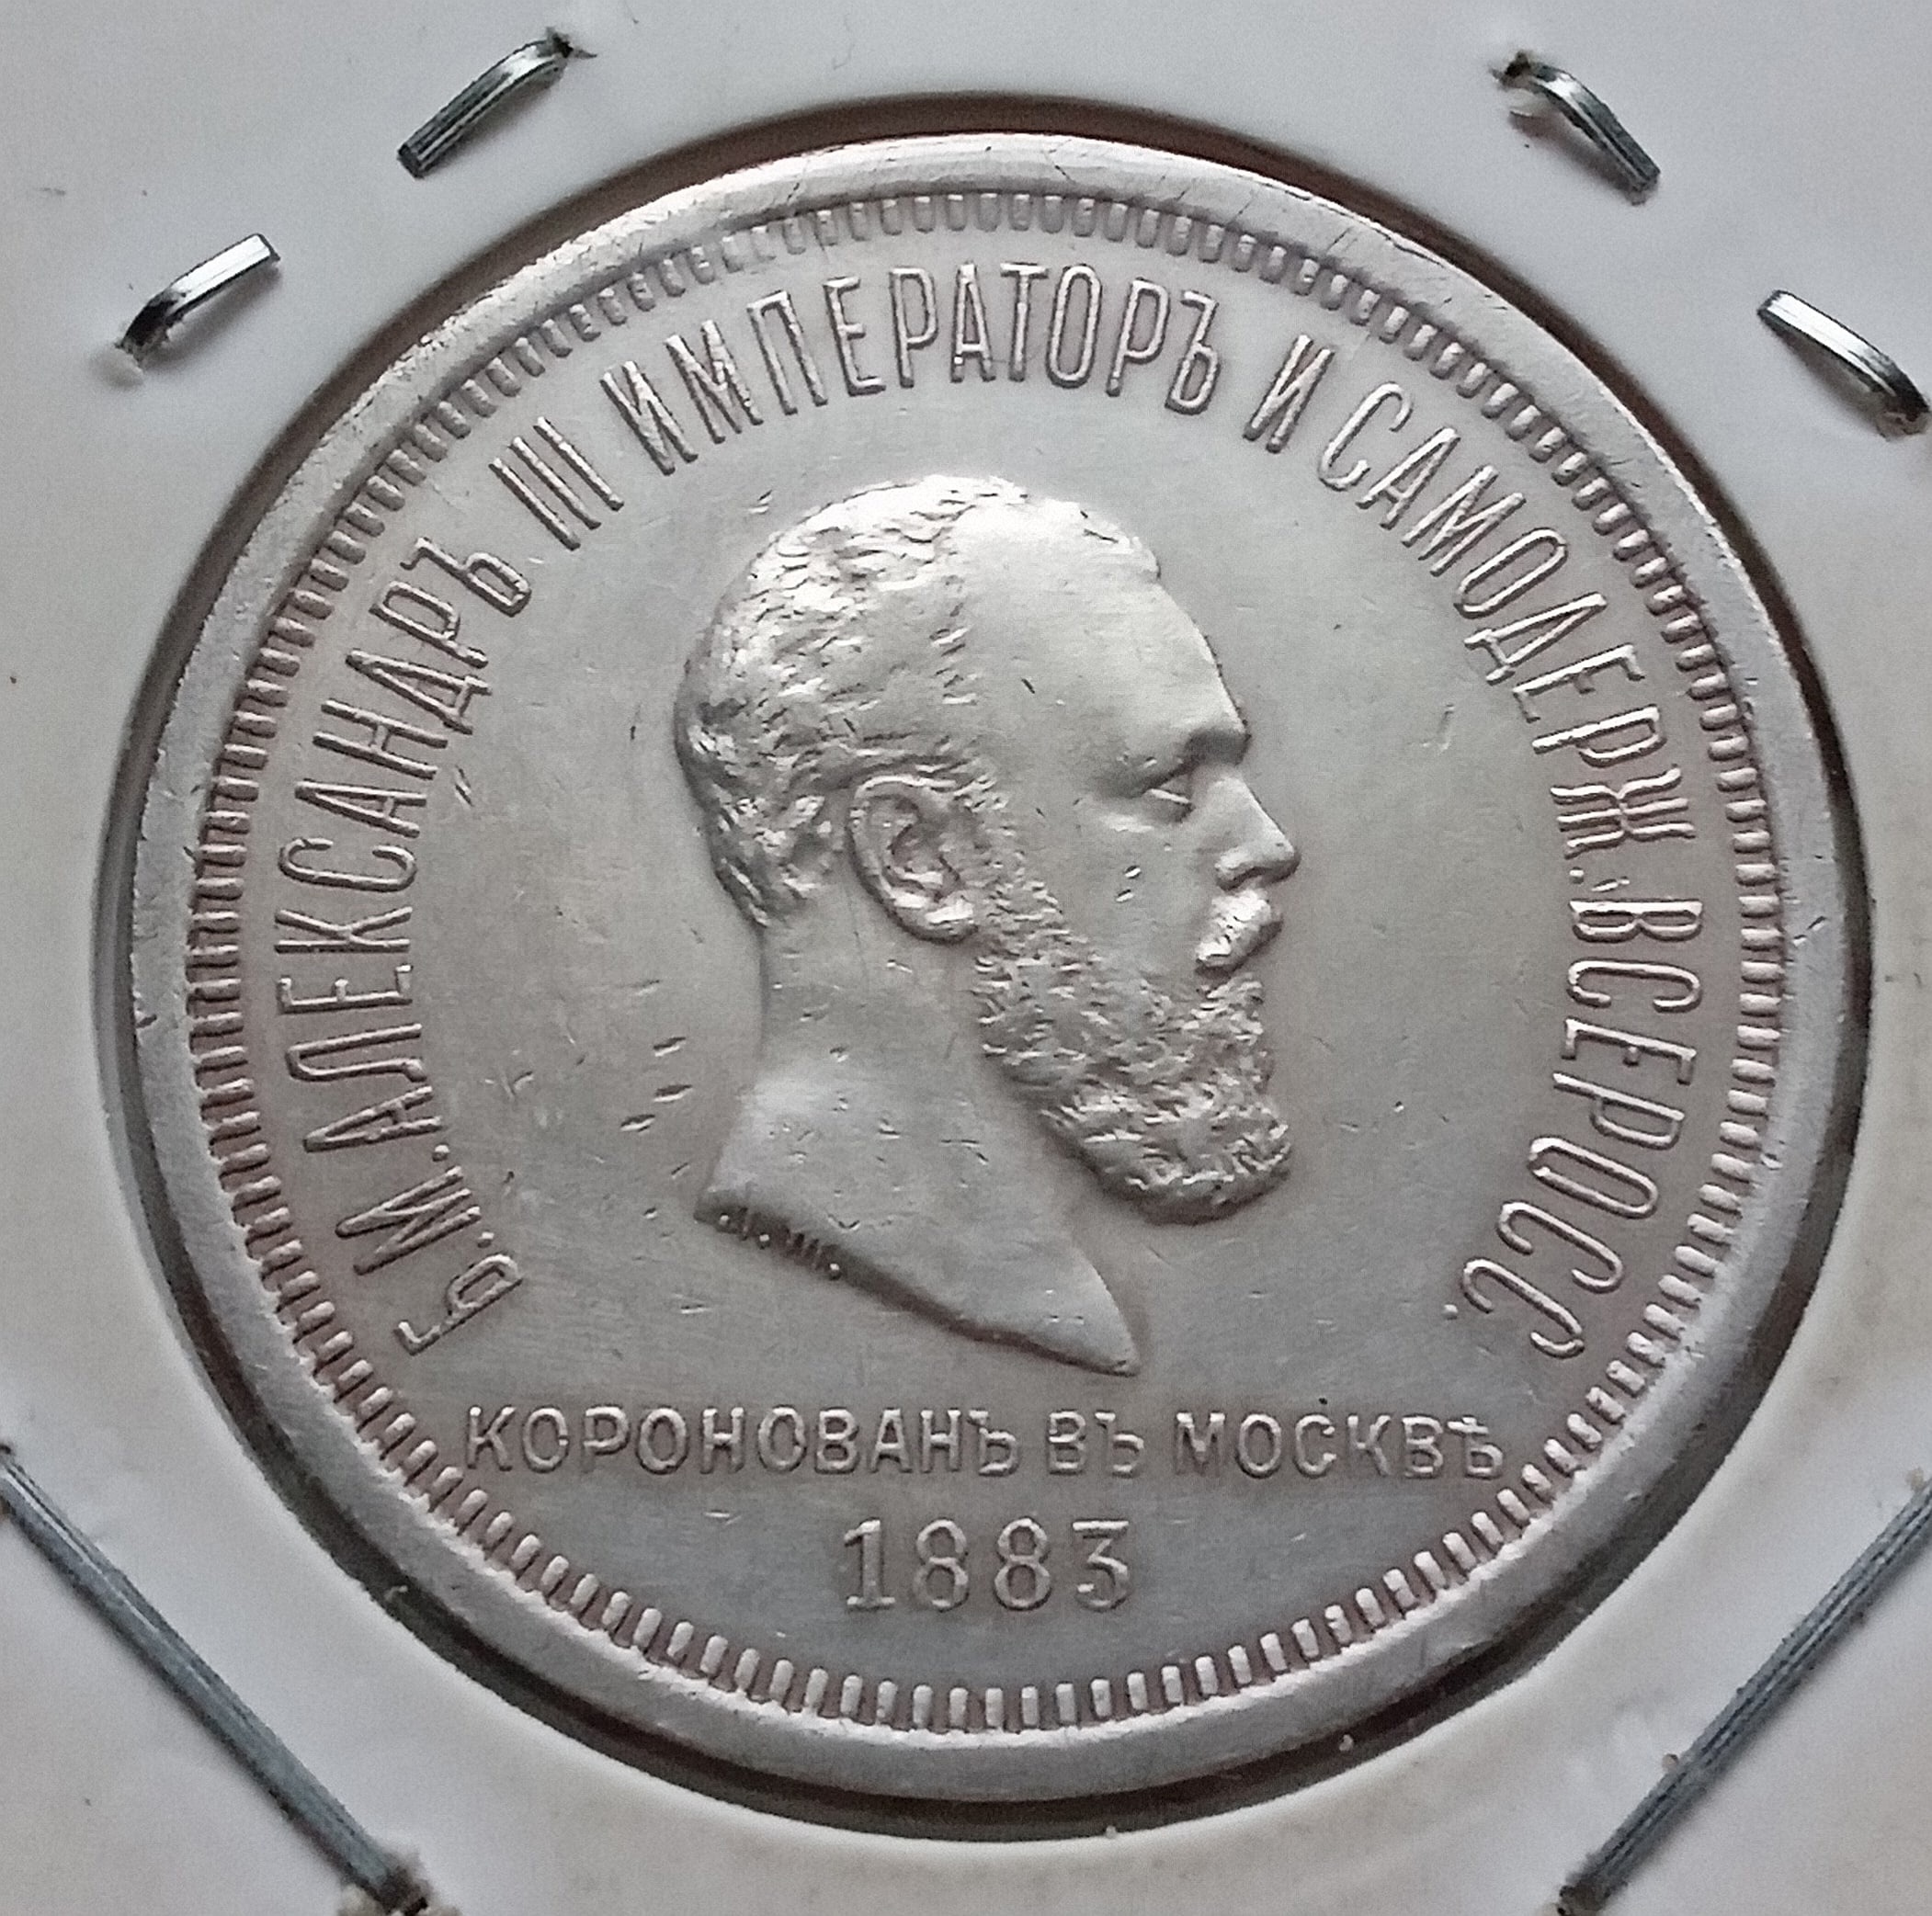 Б.М.АЛЕКСАНДРЪ III ИМПЕРАТОРЪ И САМОДЕРЖ.ВСЕРОСС.
Л.Ш.
КОРОНОВАНЪ ВЪ МОСКВѢ
1883